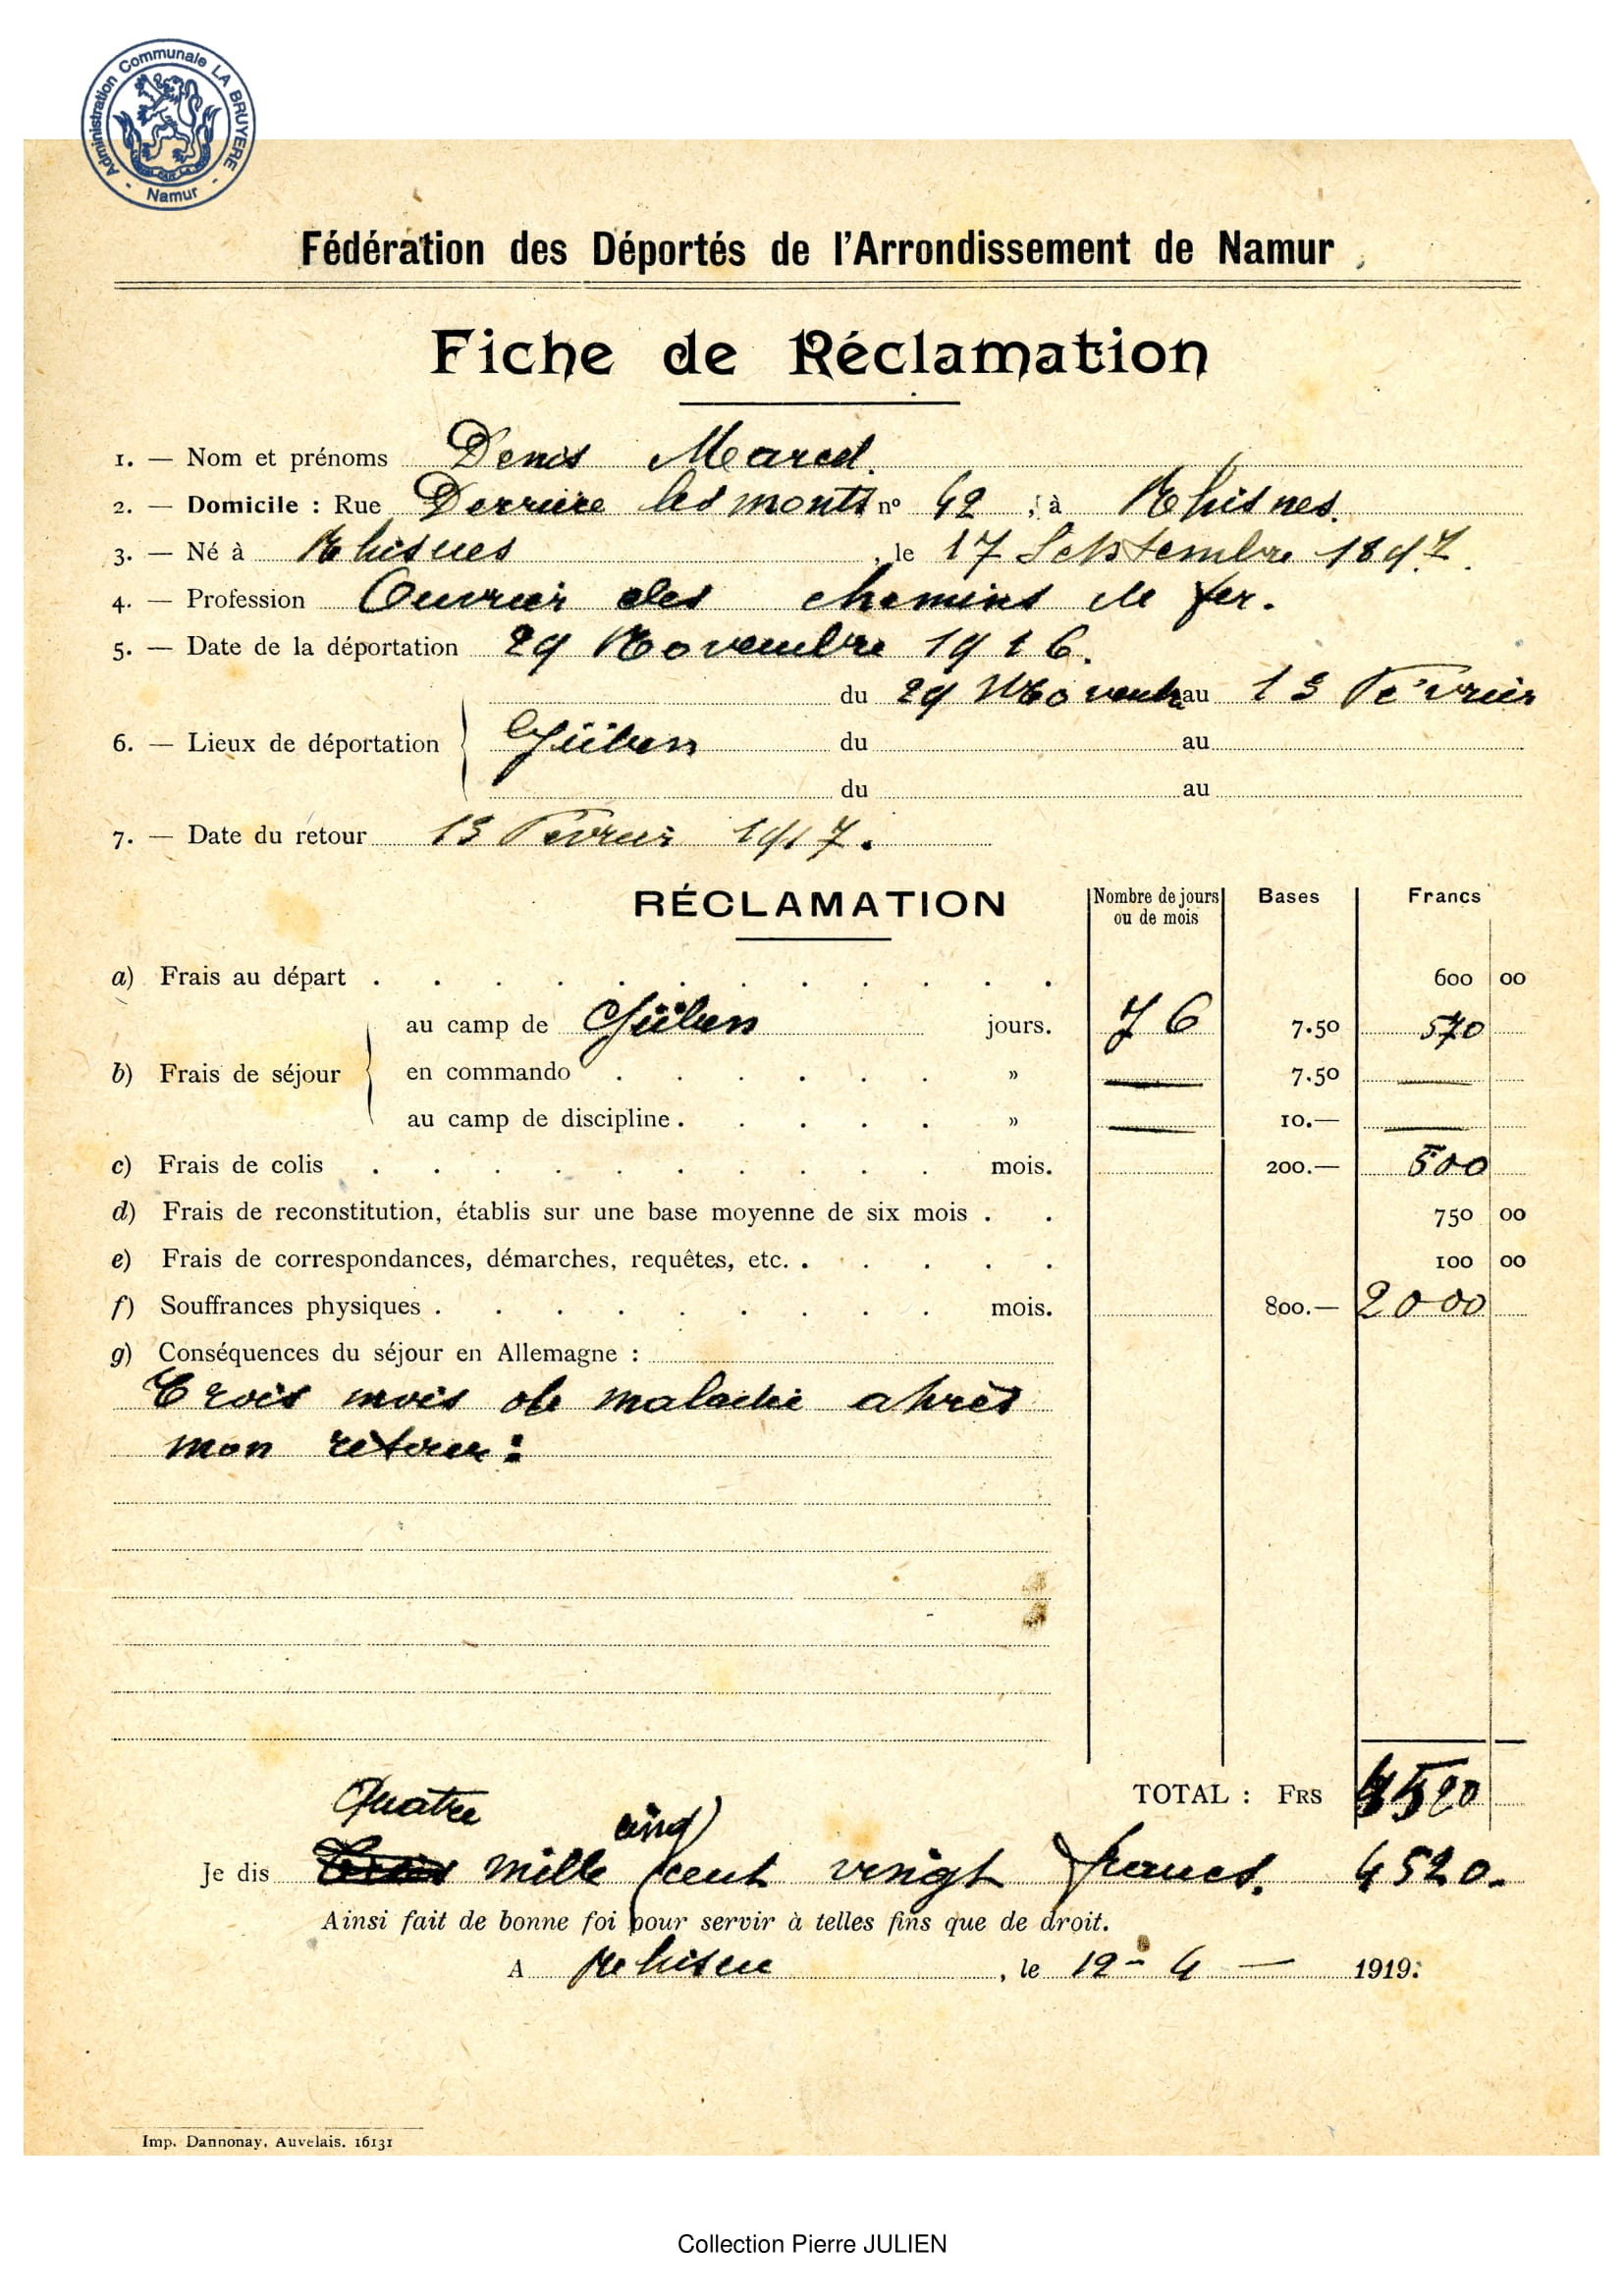 Administration Communale LA BRUYERE - Namur -
Fédération des Déportés de l'Arrondissement de Namur
Fiche de Réclamation
1. — Nom et prénoms Denis Marcel.
2. — Domicile : Rue Derriere les monts n° 42, à Rhisnes.
3. — Né à Rhisnes, le 17 Septembre 1897.
4. — Profession Ouvrier des chemins de fer.
5. — Date de la déportation 29 Novembre 1916.
du 29 Novemb. au 13 Février
6. — Lieux de déportation Güben du au
du au
7. — Date du retour 13 Fevrier 1917.
RÉCLAMATION Nombre de jours ou de mois Bases Francs
a) Frais au départ . . . . . . . . . . . . 600 00
au camp de Güben jours. 76 7.50 570
b) Frais de séjour en commando . . . . . . » — 7.50 —
au camp de discipline . . . . . » — 10.— —
c) Frais de colis . . . . . . . . . . mois. 200.— 500
d) Frais de reconstitution, établis sur une base moyenne de six mois . . 750 00
e) Frais de correspondances, démarches, requêtes, etc. . . . . . 100 00
f) Souffrances physiques . . . . . . . . . mois. 800.— 2000
g) Conséquences du séjour en Allemagne :
Trois mois de maladie aprés
mon retour :
TOTAL : FRS 4520
Quatre cinq
Je dis mille cent vingt francs. 4520.
Ainsi fait de bonne foi pour servir à telles fins que de droit.
A Rhisne, le 12 - 4 — 1919.
Imp. Dannonay, Auvelais. 16131
Collection Pierre JULIEN